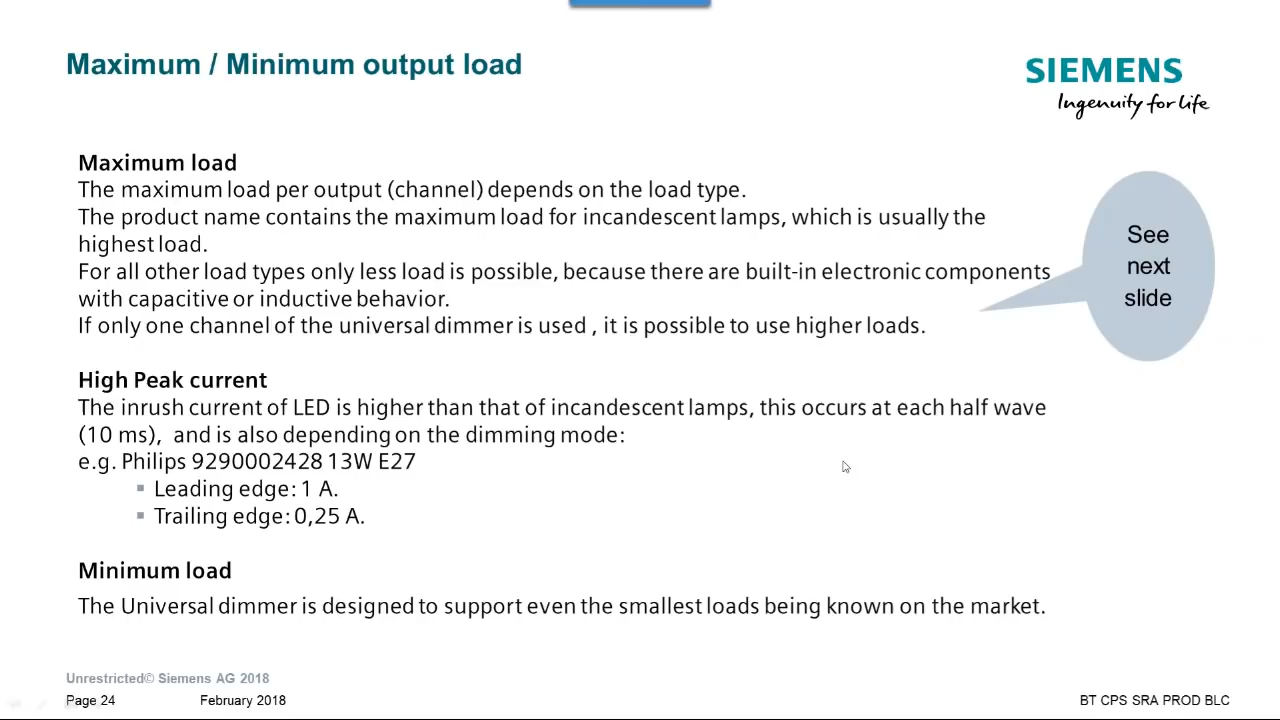 Maximum / Minimum output load
SIEMENS
Ingenuity for life
Maximum load
The maximum load per output (channel) depends on the load type.
The product name contains the maximum load for incandescent lamps, which is usually the
highest load.
For all other load types only less load is possible, because there are built-in electronic components
with capacitive or inductive behavior.
If only one channel of the universal dimmer is used , it is possible to use higher loads.
See
next
slide
High Peak current
The inrush current of LED is higher than that of incandescent lamps, this occurs at each half wave
(10 ms), and is also depending on the dimming mode:
e.g. Philips 9290002428 13W E27
▪ Leading edge: 1 A.
▪ Trailing edge: 0,25 A.
Minimum load
The Universal dimmer is designed to support even the smallest loads being known on the market.
Unrestricted© Siemens AG 2018
Page 24 February 2018 BT CPS SRA PROD BLC